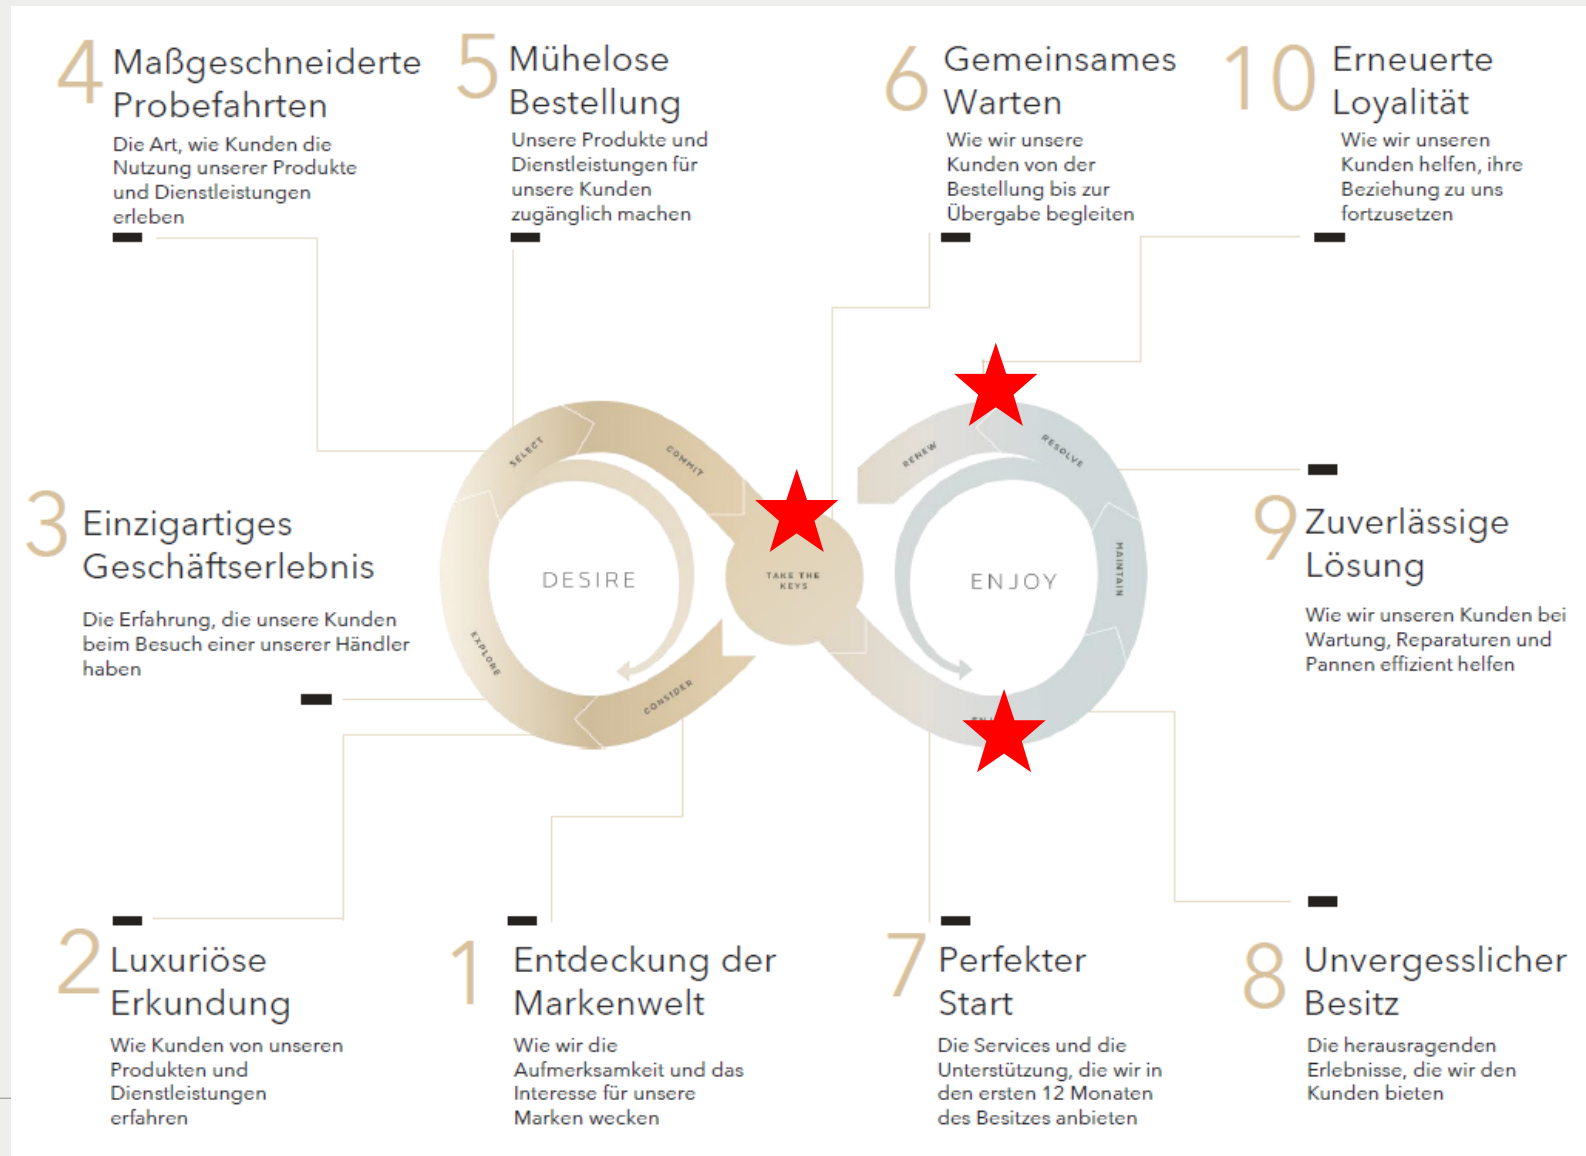 4
Maßgeschneiderte
Probefahrten
Die Art, wie Kunden die
Nutzung unserer Produkte
und Dienstleistungen
erleben
5
Mühelose
Bestellung
Unsere Produkte und
Dienstleistungen für
unsere Kunden
zugänglich machen
6
Gemeinsames
Warten
Wie wir unsere
Kunden von der
Bestellung bis zur
Übergabe begleiten
10
Erneuerte
Loyalität
Wie wir unseren
Kunden helfen, ihre
Beziehung zu uns
fortzusetzen
3
Einzigartiges
Geschäftserlebnis
Die Erfahrung, die unsere Kunden
beim Besuch einer unserer Händler
haben
SELECT
COMMIT
EXPLORE
CONSIDER
DESIRE
TAKE THE
KEYS
RENEW
RESOLVE
MAINTAIN
ENJOY
9
Zuverlässige
Lösung
Wie wir unseren Kunden bei
Wartung, Reparaturen und
Pannen effizient helfen
2
Luxuriöse
Erkundung
Wie Kunden von unseren
Produkten und
Dienstleistungen
erfahren
1
Entdeckung der
Markenwelt
Wie wir die
Aufmerksamkeit und das
Interesse für unsere
Marken wecken
7
Perfekter
Start
Die Services und die
Unterstützung, die wir in
den ersten 12 Monaten
des Besitzes anbieten
8
Unvergesslicher
Besitz
Die herausragenden
Erlebnisse, die wir den
Kunden bieten